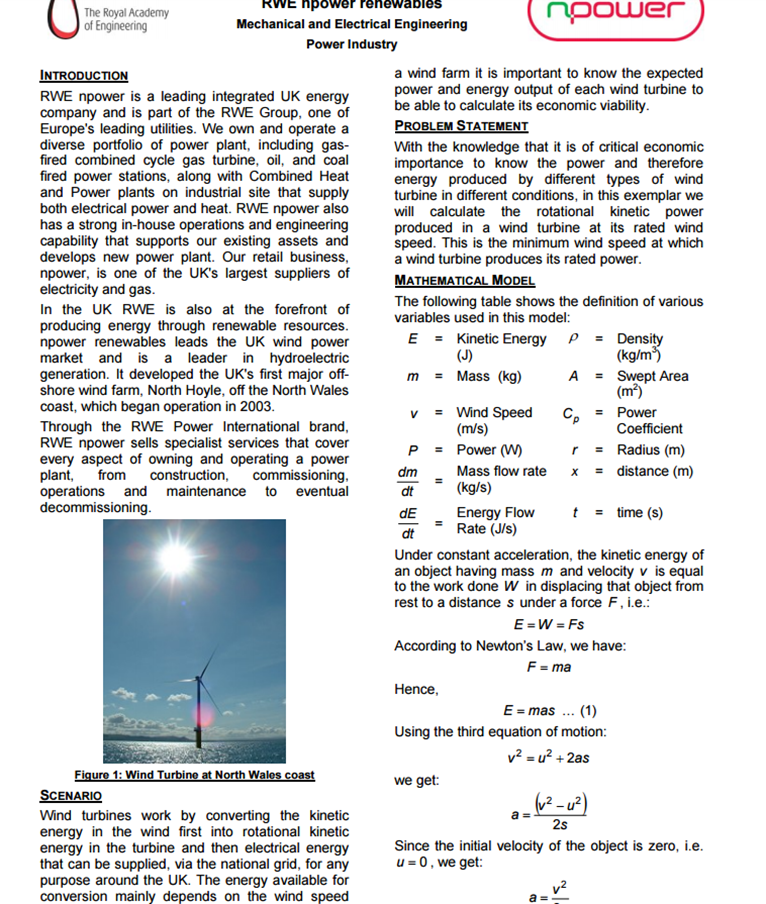 The Royal Academy
of Engineering
RWE npower renewables
Mechanical and Electrical Engineering
Power Industry
npower
INTRODUCTION
RWE npower is a leading integrated UK energy
company and is part of the RWE Group, one of
Europe's leading utilities. We own and operate a
diverse portfolio of power plant, including gas-
fired combined cycle gas turbine, oil, and coal
fired power stations, along with Combined Heat
and Power plants on industrial site that supply
both electrical power and heat. RWE npower also
has a strong in-house operations and engineering
capability that supports our existing assets and
develops new power plant. Our retail business,
npower, is one of the UK's largest suppliers of
electricity and gas.
In the UK RWE is also at the forefront of
producing energy through renewable resources.
npower renewables leads the UK wind power
market and is a leader in hydroelectric
generation. It developed the UK's first major off-
shore wind farm, North Hoyle, off the North Wales
coast, which began operation in 2003.
Through the RWE Power International brand,
RWE npower sells specialist services that cover
every aspect of owning and operating a power
plant, from construction, commissioning,
operations and maintenance to eventual
decommissioning.
Figure 1: Wind Turbine at North Wales coast
SCENARIO
Wind turbines work by converting the kinetic
energy in the wind first into rotational kinetic
energy in the turbine and then electrical energy
that can be supplied, via the national grid, for any
purpose around the UK. The energy available for
conversion mainly depends on the wind speed
a wind farm it is important to know the expected
power and energy output of each wind turbine to
be able to calculate its economic viability.
PROBLEM STATEMENT
With the knowledge that it is of critical economic
importance to know the power and therefore
energy produced by different types of wind
turbine in different conditions, in this exemplar we
will calculate the rotational kinetic power
produced in a wind turbine at its rated wind
speed. This is the minimum wind speed at which
a wind turbine produces its rated power.
MATHEMATICAL MODEL
The following table shows the definition of various
variables used in this model:
E = Kinetic Energy (J) ρ = Density (kg/m³)
m = Mass (kg) A = Swept Area (m²)
v = Wind Speed (m/s) Cp = Power Coefficient
P = Power (W) r = Radius (m)
dm/dt = Mass flow rate (kg/s) x = distance (m)
dE/dt = Energy Flow Rate (J/s) t = time (s)
Under constant acceleration, the kinetic energy of
an object having mass m and velocity v is equal
to the work done W in displacing that object from
rest to a distance s under a force F, i.e.:
E = W = Fs
According to Newton's Law, we have:
F = ma
Hence,
E = mas ... (1)
Using the third equation of motion:
v² = u² + 2as
we get:
a = (v² – u²)/2s
Since the initial velocity of the object is zero, i.e.
u = 0, we get:
a = v²